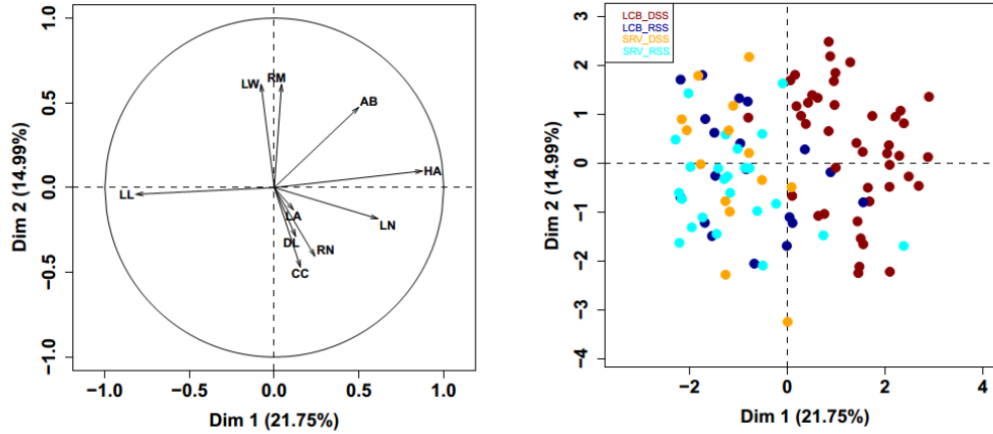 1.0
0.5
0.0
−0.5
−1.0
Dim 2 (14.99%)
LW
RM
AB
HA
LL
LA
LN
DL
RN
CC
−1.0
−0.5
0.0
0.5
1.0
Dim 1 (21.75%)
LCB_DSS
LCB_RSS
SRV_DSS
SRV_RSS
3
2
1
0
−1
−2
−3
−4
Dim 2 (14.99%)
−2
0
2
4
Dim 1 (21.75%)